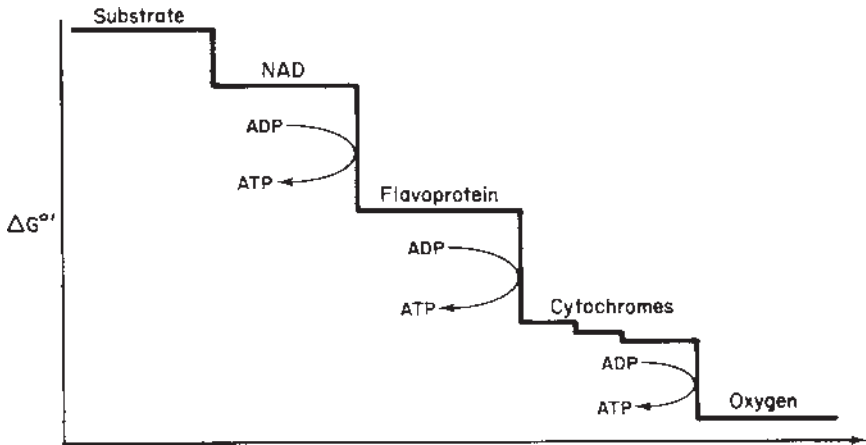 Substrate
NAD
ADP
ATP
Flavoprotein
ΔG°'
ADP
ATP
Cytochromes
ADP
ATP
Oxygen